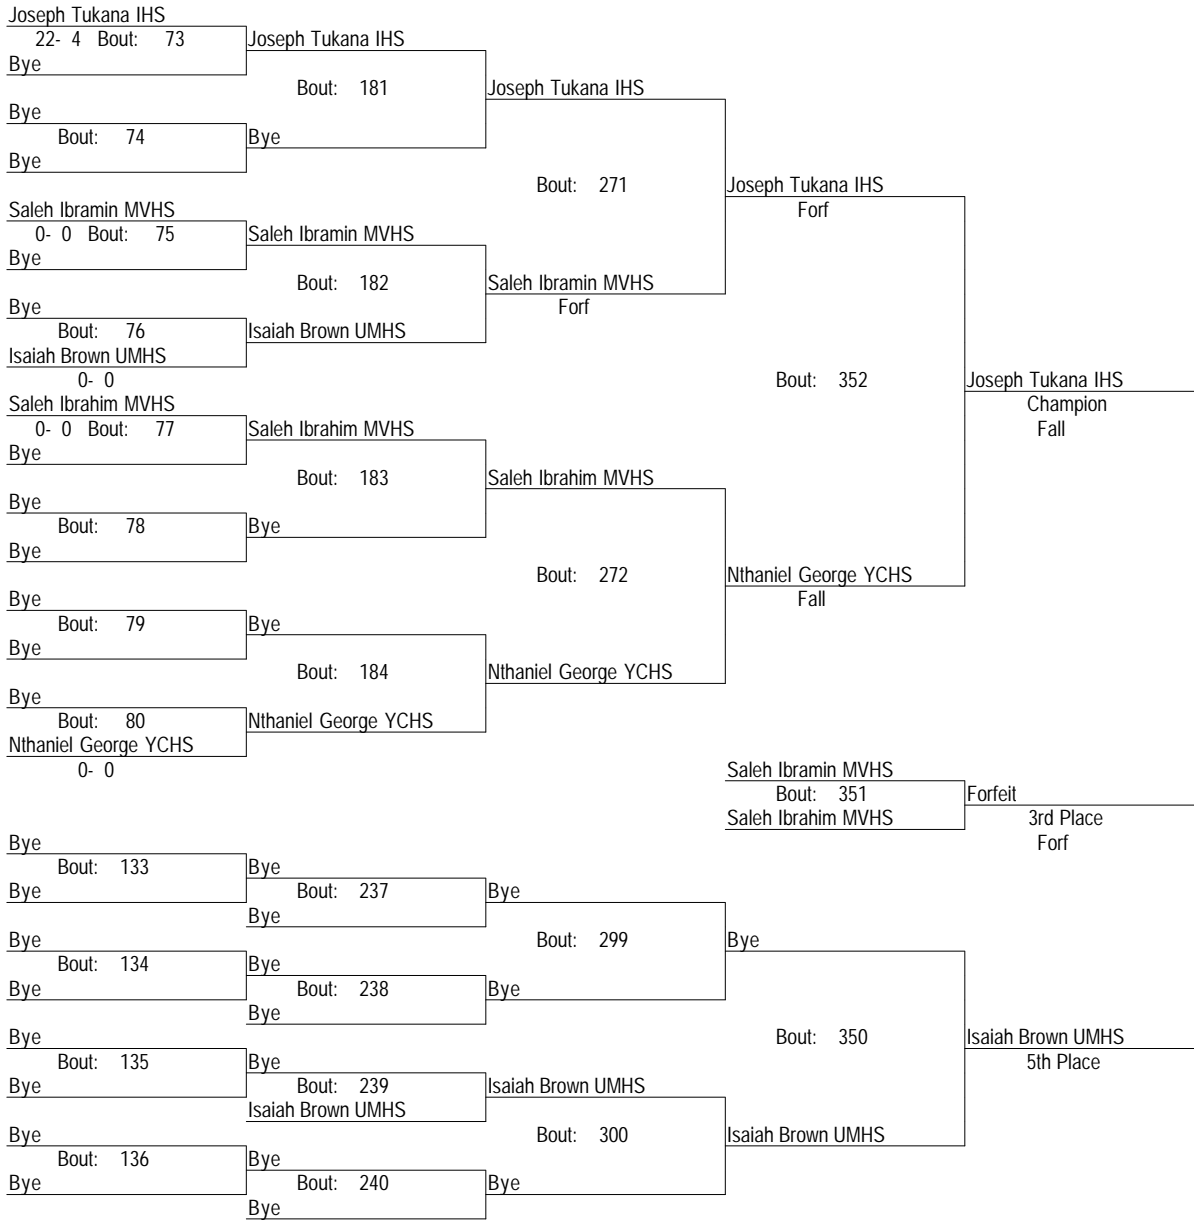 Joseph Tukana IHS
22- 4 Bout: 73
Joseph Tukana IHS
Bye
Bout: 181
Joseph Tukana IHS
Bye
Bout: 74
Bye
Bye
Bout: 271
Joseph Tukana IHS
Forf
Saleh Ibramin MVHS
0- 0 Bout: 75
Saleh Ibramin MVHS
Bye
Bout: 182
Saleh Ibramin MVHS
Forf
Bye
Bout: 76
Isaiah Brown UMHS
Isaiah Brown UMHS
0- 0
Bout: 352
Joseph Tukana IHS
Champion
Fall
Saleh Ibrahim MVHS
0- 0 Bout: 77
Saleh Ibrahim MVHS
Bye
Bout: 183
Saleh Ibrahim MVHS
Bye
Bout: 78
Bye
Bye
Bout: 272
Nthaniel George YCHS
Fall
Bye
Bout: 79
Bye
Bye
Bout: 184
Nthaniel George YCHS
Bye
Bout: 80
Nthaniel George YCHS
Nthaniel George YCHS
0- 0
Saleh Ibramin MVHS
Bout: 351
Forfeit
Saleh Ibrahim MVHS
3rd Place
Forf
Bye
Bout: 133
Bye
Bye
Bout: 237
Bye
Bye
Bye
Bout: 299
Bye
Bout: 134
Bye
Bye
Bout: 238
Bye
Bye
Bye
Bout: 350
Isaiah Brown UMHS
5th Place
Bout: 135
Bye
Bye
Bout: 239
Isaiah Brown UMHS
Isaiah Brown UMHS
Bye
Bout: 300
Isaiah Brown UMHS
Bout: 136
Bye
Bye
Bout: 240
Bye
Bye